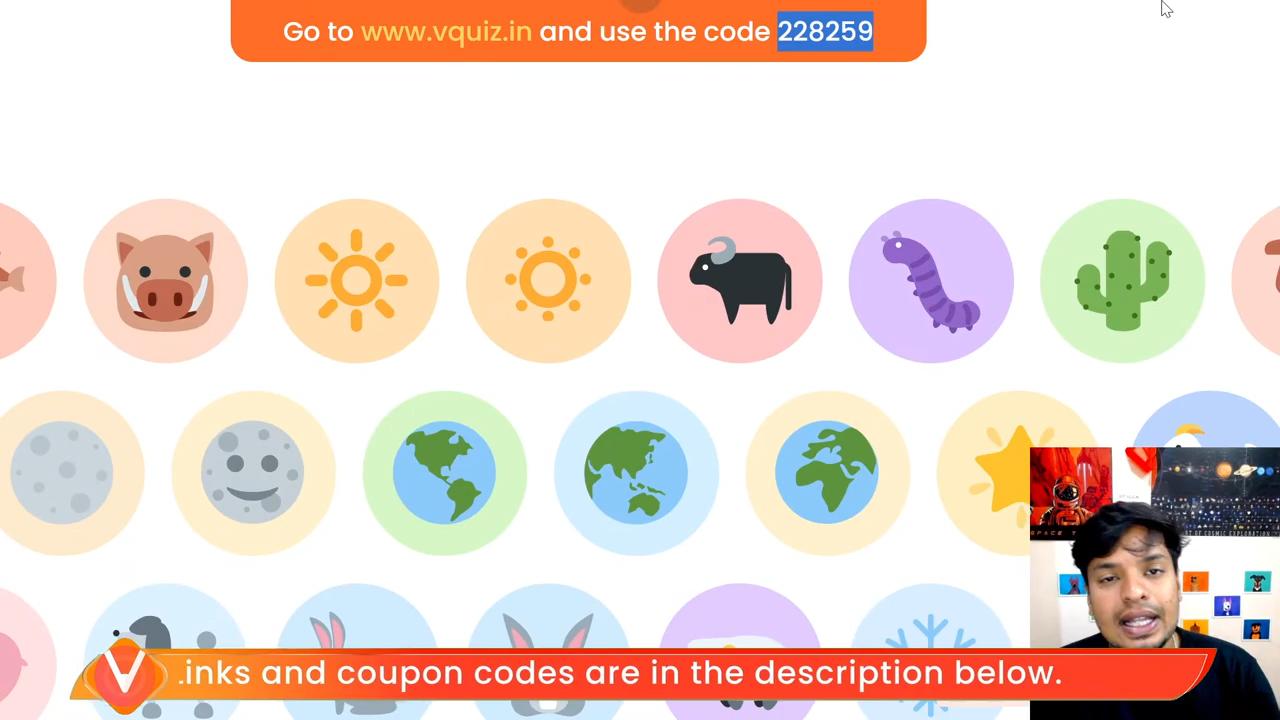 Go to www.vquiz.in and use the code 228259
.inks and coupon codes are in the description below.